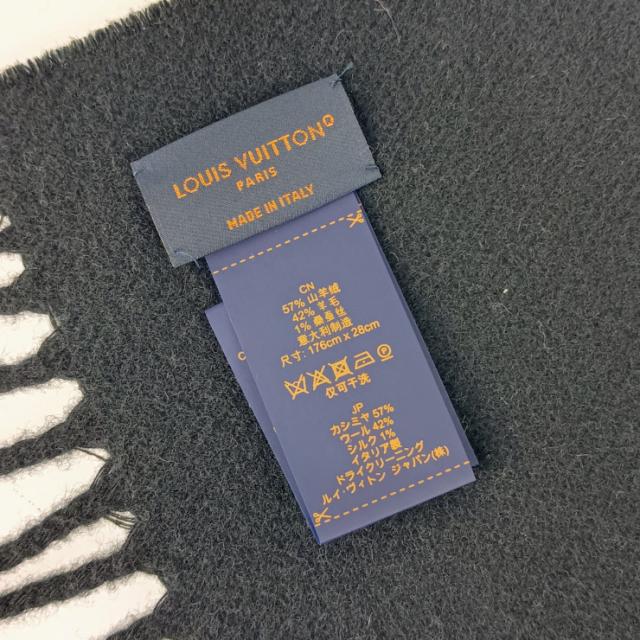 LOUIS VUITTON®
PARIS
MADE IN ITALY
CN
57% 山羊绒
42% 羊毛
1% 桑蚕丝
意大利制造
尺寸: 176cm x 28cm
仅可干洗
JP
カシミヤ 57%
ウール 42%
シルク 1%
イタリア製
ドライクリーニング
ルイ・ヴィトン ジャパン(株)